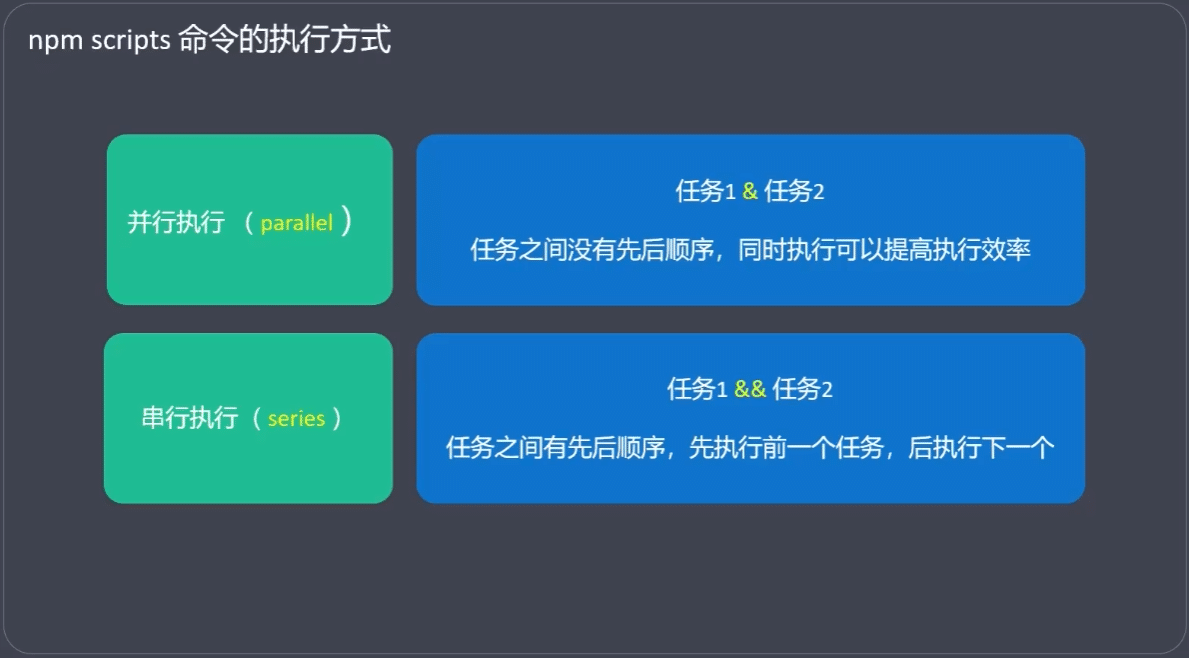 npm scripts 命令的执行方式
并行执行 （ parallel ）
任务1 & 任务2
任务之间没有先后顺序，同时执行可以提高执行效率
串行执行（ series ）
任务1 && 任务2
任务之间有先后顺序，先执行前一个任务，后执行下一个